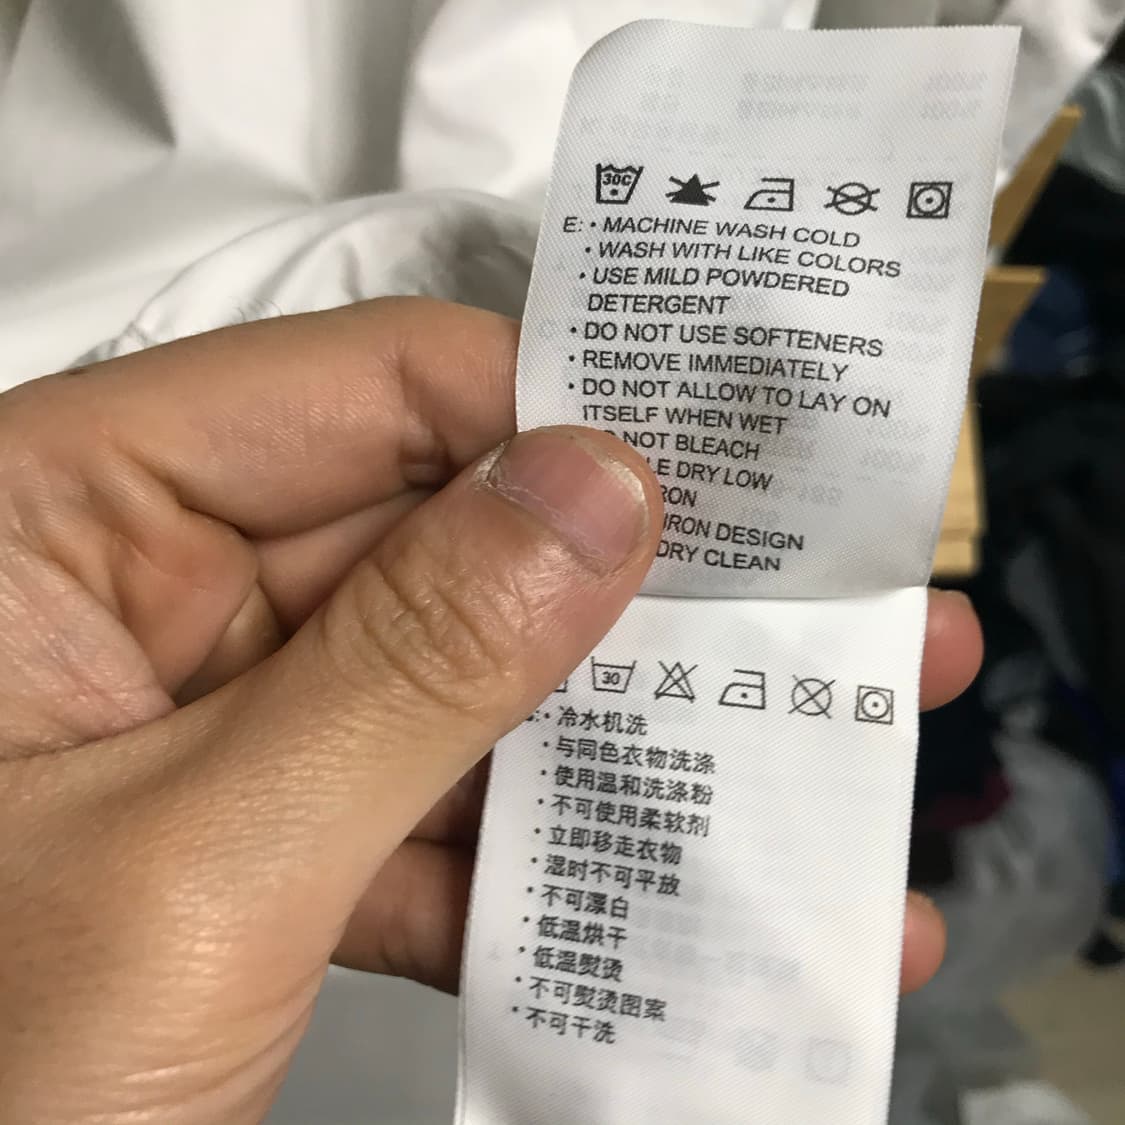 30C
E: • MACHINE WASH COLD
• WASH WITH LIKE COLORS
• USE MILD POWDERED
DETERGENT
• DO NOT USE SOFTENERS
• REMOVE IMMEDIATELY
• DO NOT ALLOW TO LAY ON
ITSELF WHEN WET
NOT BLEACH
DRY LOW
IRON DESIGN
DRY CLEAN
30
• 冷水机洗
• 与同色衣物洗涤
• 使用温和洗涤粉
• 不可使用柔软剂
• 立即移走衣物
• 湿时不可平放
• 不可漂白
• 低温烘干
• 低温熨烫
• 不可熨烫图案
• 不可干洗